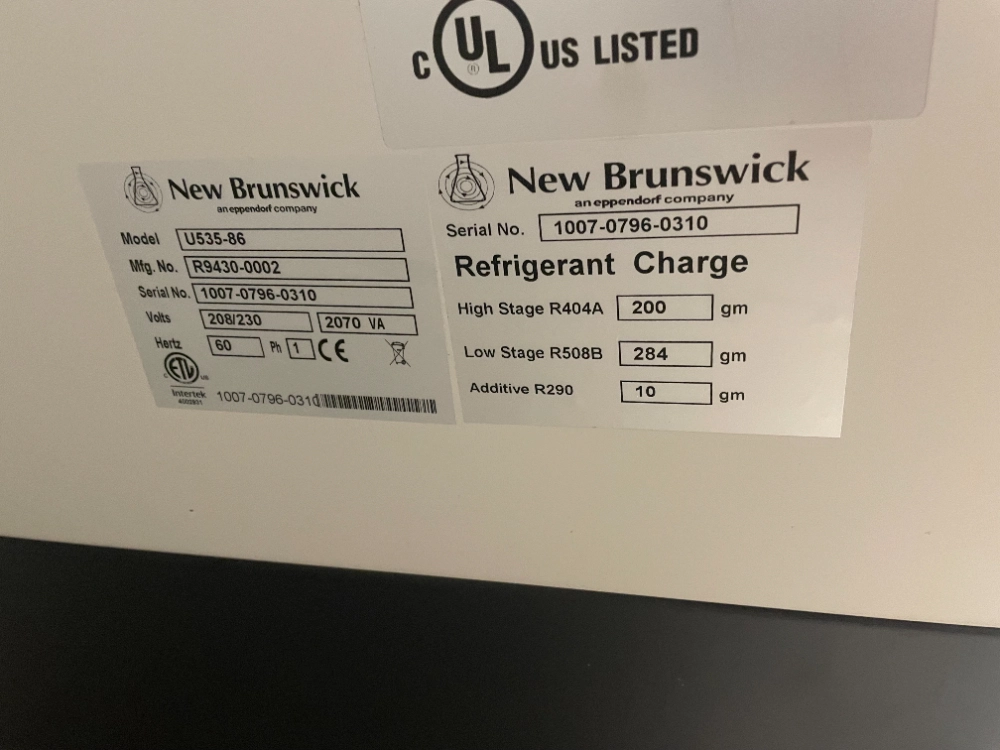 C UL ® US LISTED
New Brunswick
an eppendorf company
Model U535-86
Mfg. No. R9430-0002
Serial No. 1007-0796-0310
Volts 208/230 2070 VA
Hertz 60 Ph 1 CE
C ETL US
Intertek
1007-0796-0310
New Brunswick
an eppendorf company
Serial No. 1007-0796-0310
Refrigerant Charge
High Stage R404A 200 gm
Low Stage R508B 284 gm
Additive R290 10 gm